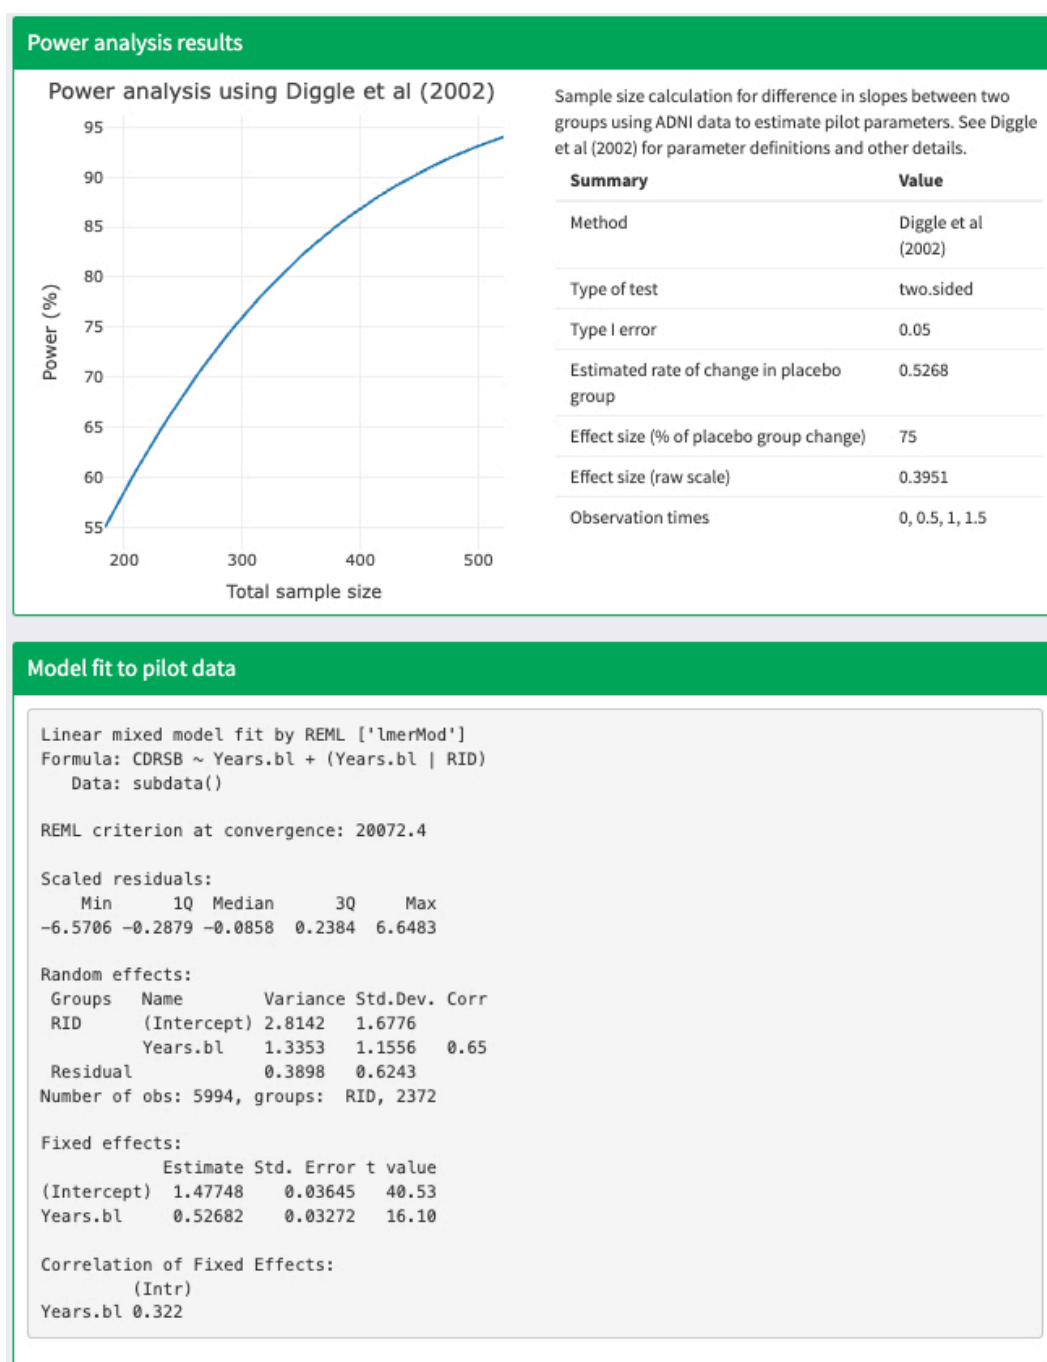 Power analysis results
Power analysis using Diggle et al (2002)
95
90
85
80
75
70
65
60
55
Power (%)
200 300 400 500
Total sample size
Sample size calculation for difference in slopes between two
groups using ADNI data to estimate pilot parameters. See Diggle
et al (2002) for parameter definitions and other details.
Summary Value
Method Diggle et al
(2002)
Type of test two.sided
Type I error 0.05
Estimated rate of change in placebo 0.5268
group
Effect size (% of placebo group change) 75
Effect size (raw scale) 0.3951
Observation times 0, 0.5, 1, 1.5
Model fit to pilot data
Linear mixed model fit by REML ['lmerMod']
Formula: CDRSB ~ Years.bl + (Years.bl | RID)
Data: subdata()
REML criterion at convergence: 20072.4
Scaled residuals:
Min 1Q Median 3Q Max
-6.5706 -0.2879 -0.0858 0.2384 6.6483
Random effects:
Groups Name Variance Std.Dev. Corr
RID (Intercept) 2.8142 1.6776
Years.bl 1.3353 1.1556 0.65
Residual 0.3898 0.6243
Number of obs: 5994, groups: RID, 2372
Fixed effects:
Estimate Std. Error t value
(Intercept) 1.47748 0.03645 40.53
Years.bl 0.52682 0.03272 16.10
Correlation of Fixed Effects:
(Intr)
Years.bl 0.322